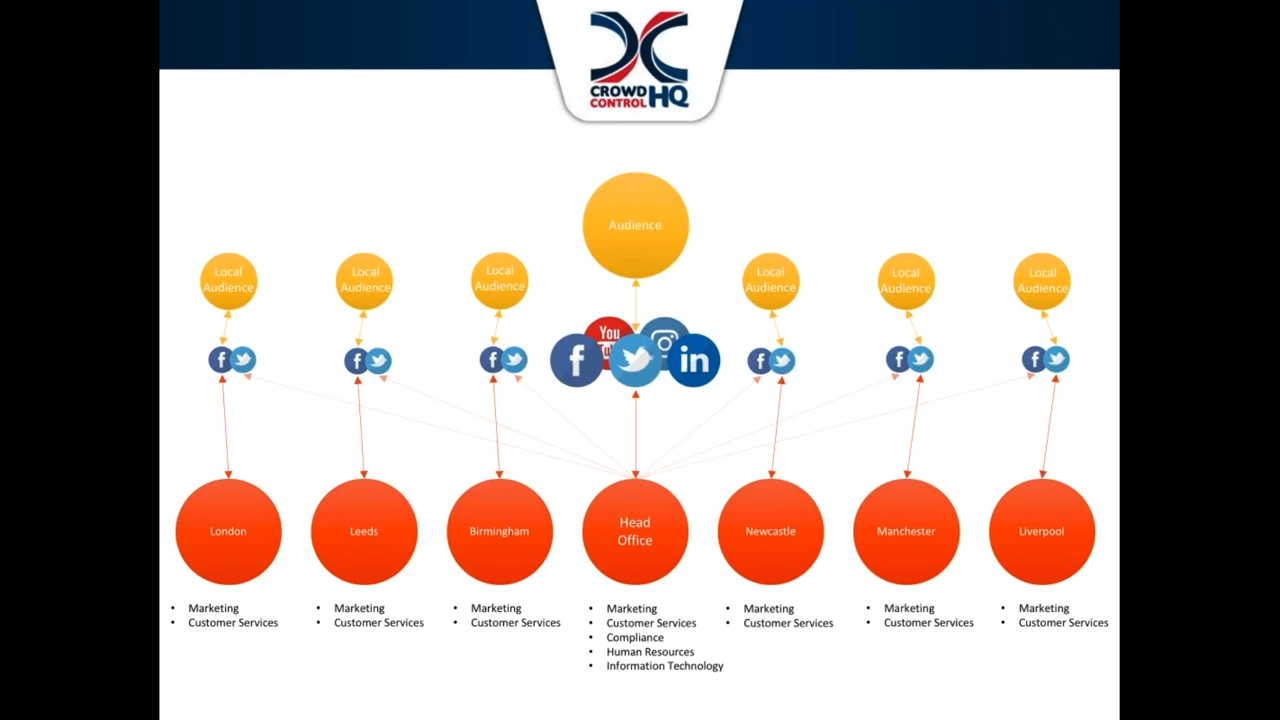 CROWD
CONTROL HQ
Audience
Local
Audience
Local
Audience
Local
Audience
Local
Audience
Local
Audience
Local
Audience
f
f
f
You
f
in
f
f
f
London
Leeds
Birmingham
Head
Office
Newcastle
Manchester
Liverpool
• Marketing
• Customer Services
• Marketing
• Customer Services
• Marketing
• Customer Services
• Marketing
• Customer Services
• Compliance
• Human Resources
• Information Technology
• Marketing
• Customer Services
• Marketing
• Customer Services
• Marketing
• Customer Services